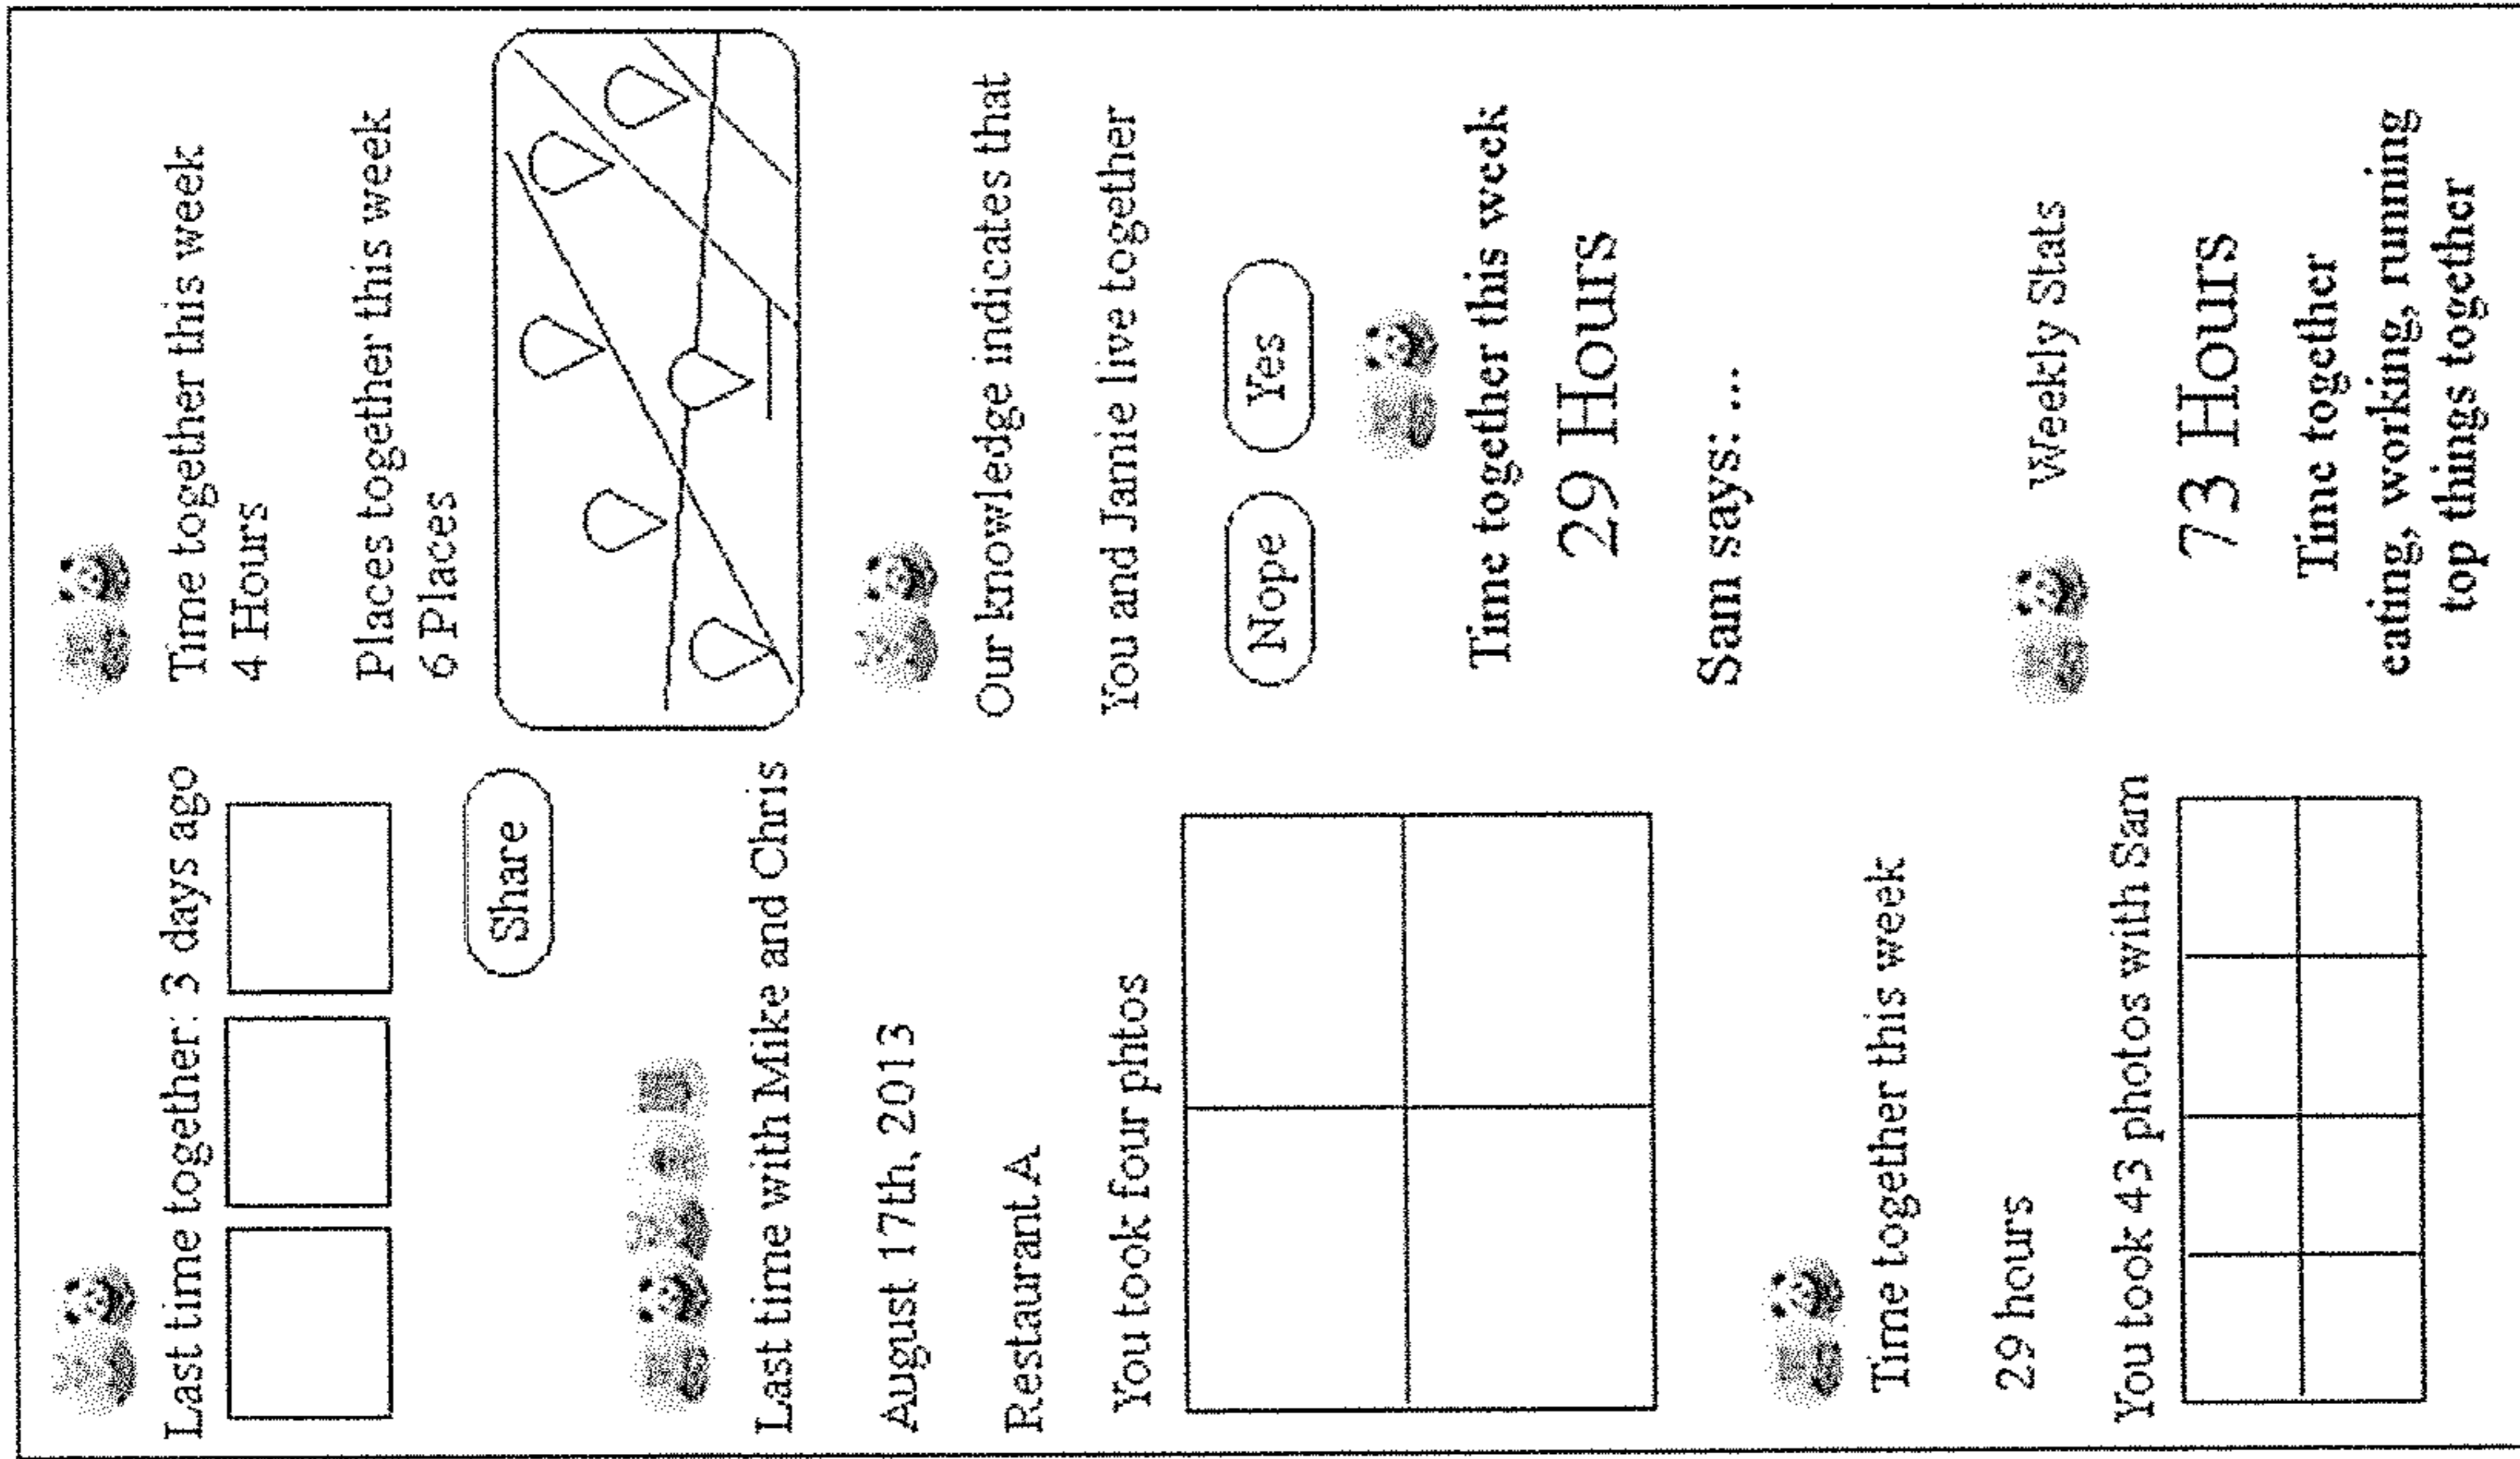 Last time together: 3 days ago
Share
Last time with Mike and Chris
August 17th, 2013
Restaurant A
You took four phtos
Time together this week
29 hours
You took 43 photos with Sam
Time together this week
4 Hours
Places together this week
6 Places
Our knowledge indicates that
You and Jamie live together
Nope
Yes
Time together this week
29 Hours
Sam says: ...
Weekly Stats
73 Hours
Time together
eating, working, running
top things together